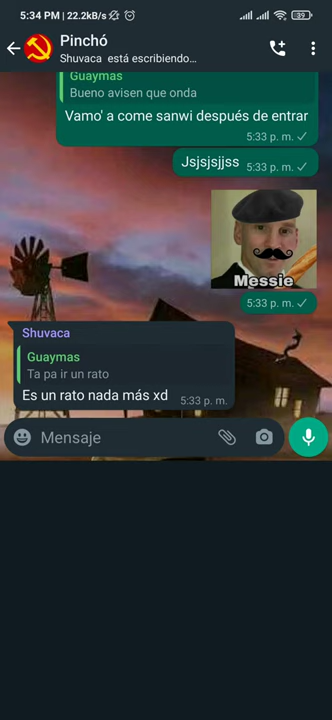 5:34 PM | 22.2kB/s
39
Pinchó
Shuvaca está escribiendo...
Guaymas
Bueno avisen que onda
Vamo' a come sanwi después de entrar
5:33 p. m.
Jsjsjsjjss
5:33 p. m.
Messie
5:33 p. m.
Shuvaca
Guaymas
Ta pa ir un rato
Es un rato nada más xd
5:33 p. m.
Mensaje